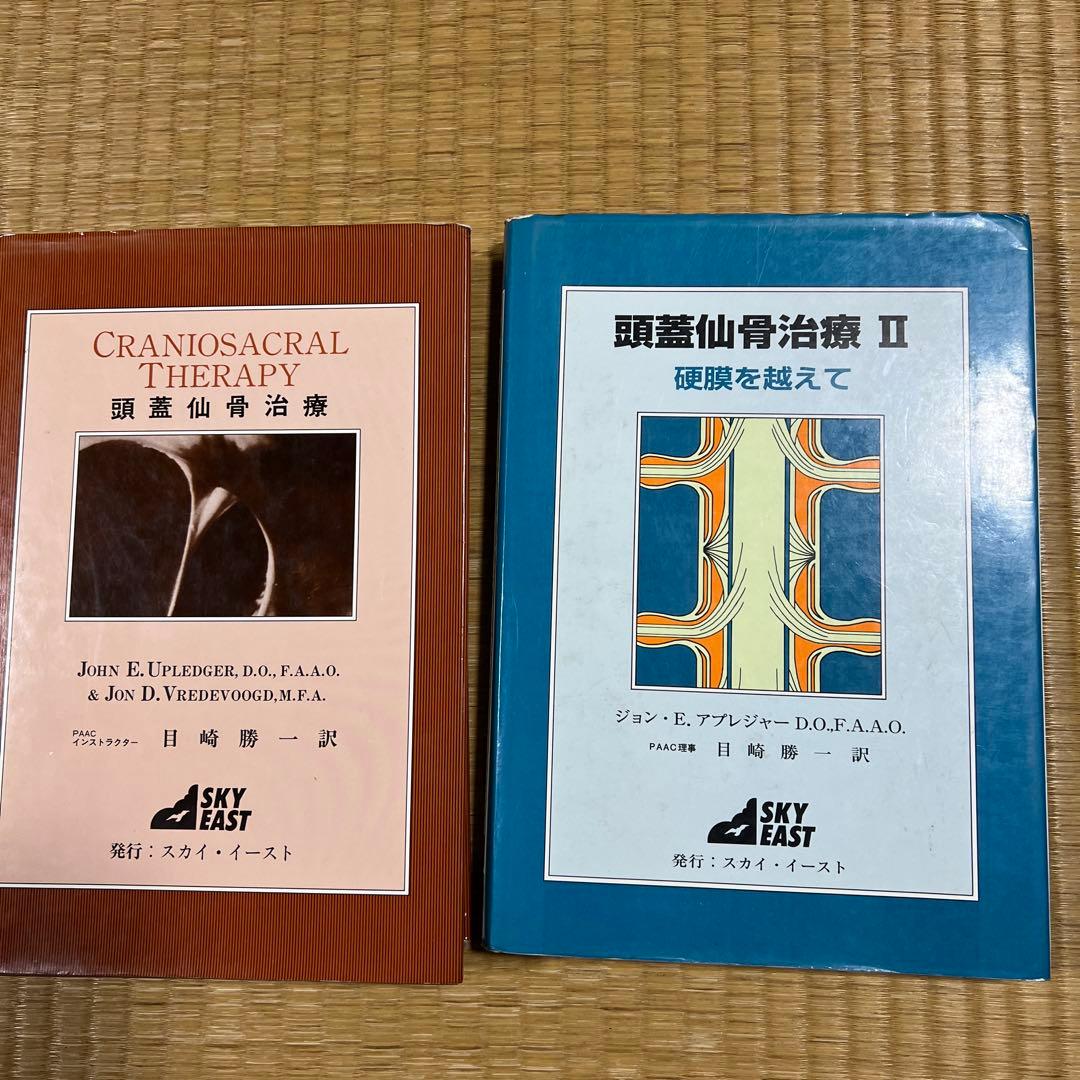 CRANIOSACRAL
THERAPY
頭蓋仙骨治療
JOHN E. UPLEDGER, D.O., F.A.A.O.
& JON D. VREDEVOOGD, M.F.A.
PAAC
インストラクター 目崎勝一訳
SKY
EAST
発行：スカイ・イースト
頭蓋仙骨治療 II
硬膜を越えて
ジョン・E. アプレジャー D.O.,F.A.A.O.
PAAC理事 目崎勝一訳
SKY
EAST
発行：スカイ・イースト